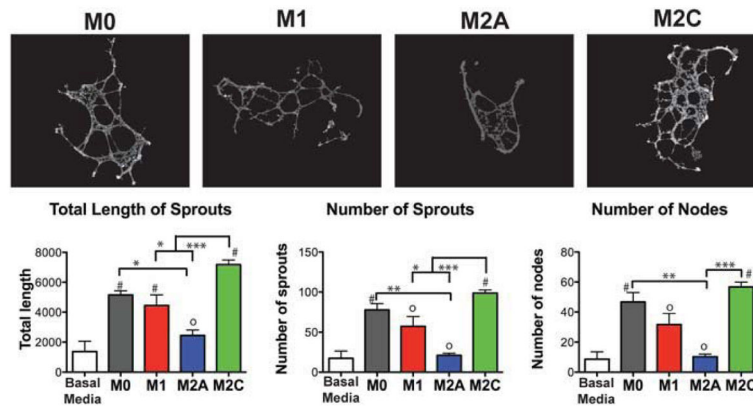 M0 M1 M2A M2C
Total Length of Sprouts Number of Sprouts Number of Nodes
Total length
8000
6000
4000
2000
0
# # O #
* * ***
Basal Media M0 M1 M2A M2C
Number of sprouts
150
100
50
0
# O O #
** * ***
Basal Media M0 M1 M2A M2C
Number of nodes
80
60
40
20
0
# O O #
** ***
Basal Media M0 M1 M2A M2C